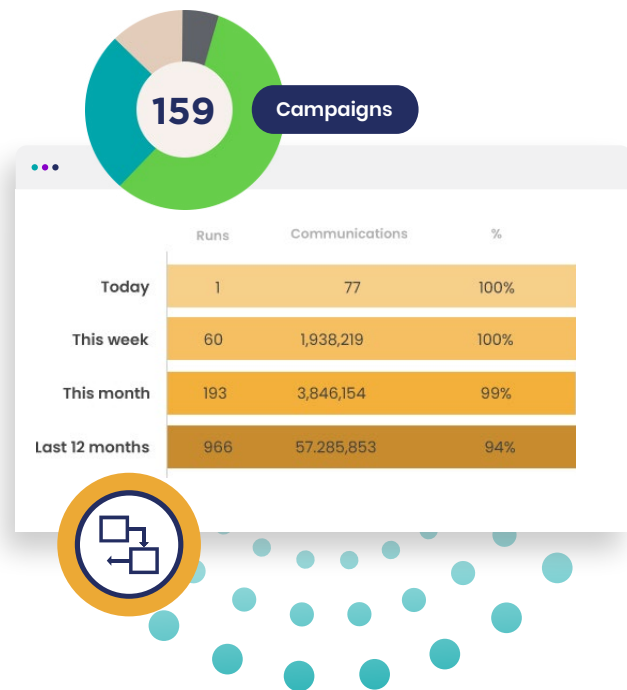 159
Campaigns
Runs Communications %
Today 1 77 100%
This week 60 1,938,219 100%
This month 193 3,846,154 99%
Last 12 months 966 57.285,853 94%